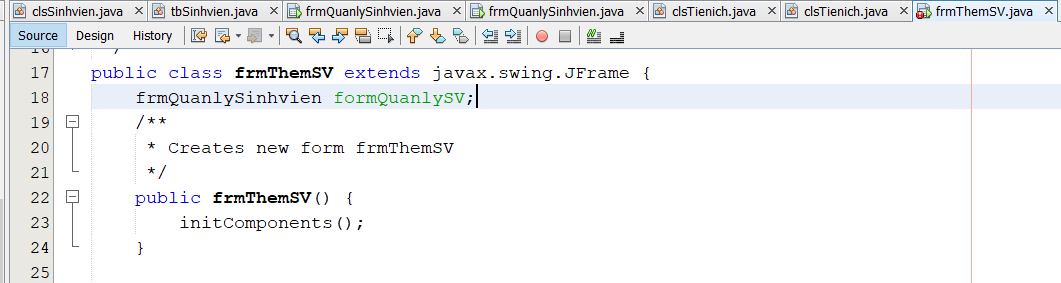 clsSinhvien.java tbSinhvien.java frmQuanlySinhvien.java frmQuanlySinhvien.java clsTienich.java clsTienich.java frmThemSV.java
Source Design History
17 public class frmThemSV extends javax.swing.JFrame {
18 frmQuanlySinhvien formQuanlySV;
19 /**
20 * Creates new form frmThemSV
21 */
22 public frmThemSV() {
23 initComponents();
24 }
25